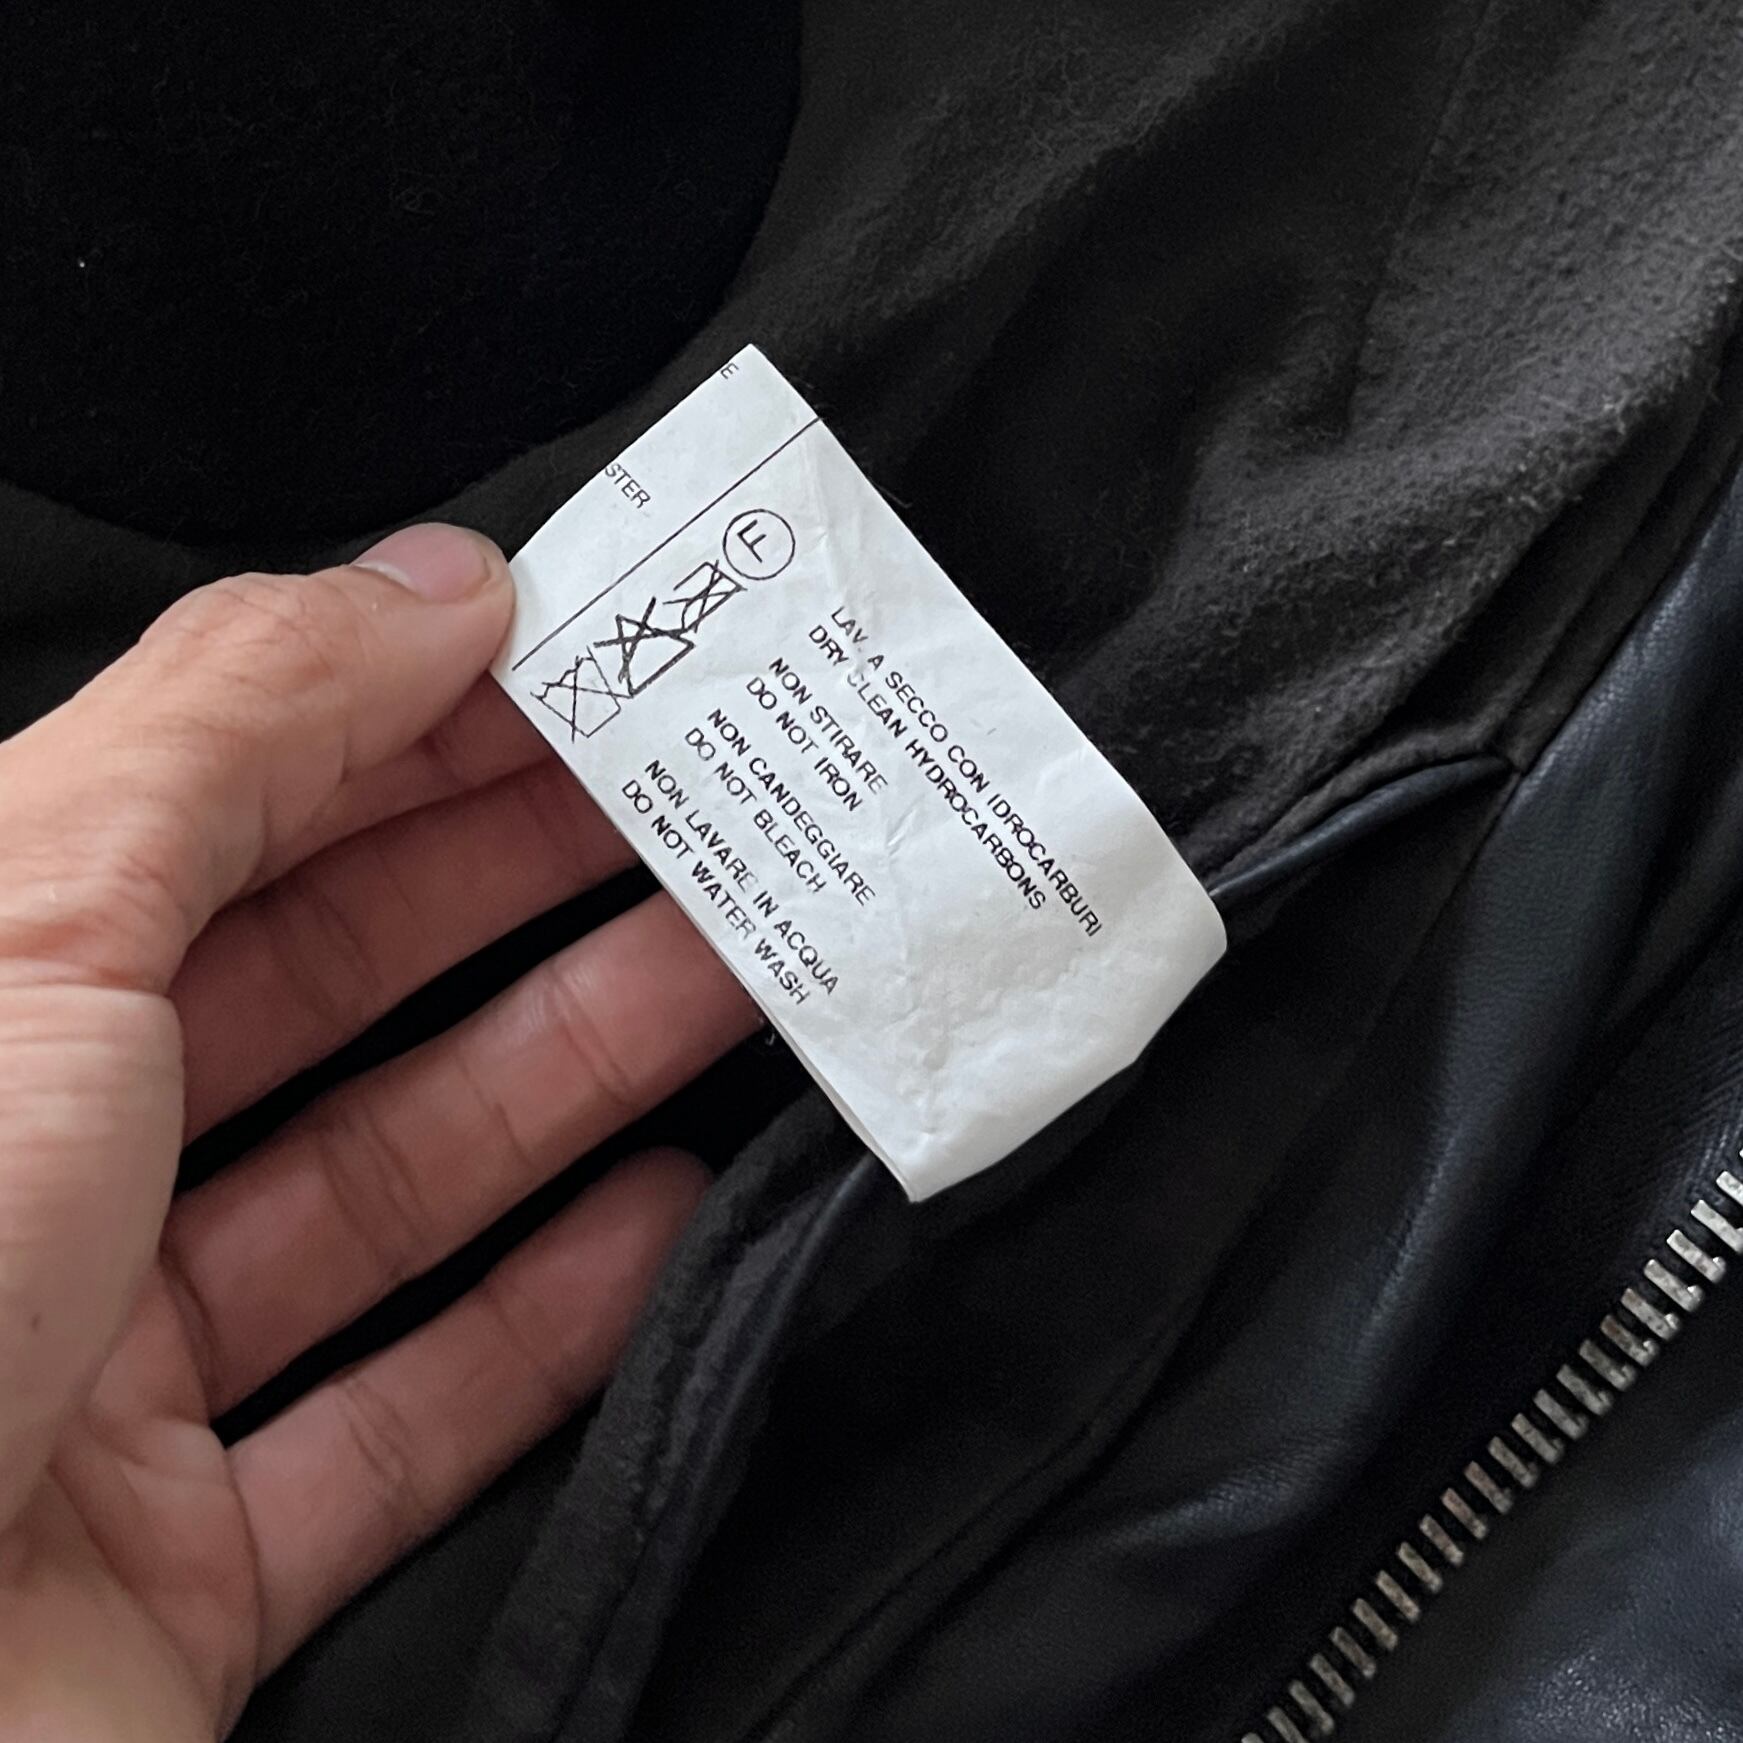 E
STER
F
LAV. A SECCO CON IDROCARBURI
DRY CLEAN HYDROCARBONS
NON STIRARE
DO NOT IRON
NON CANDEGGIARE
DO NOT BLEACH
NON LAVARE IN ACQUA
DO NOT WATER WASH